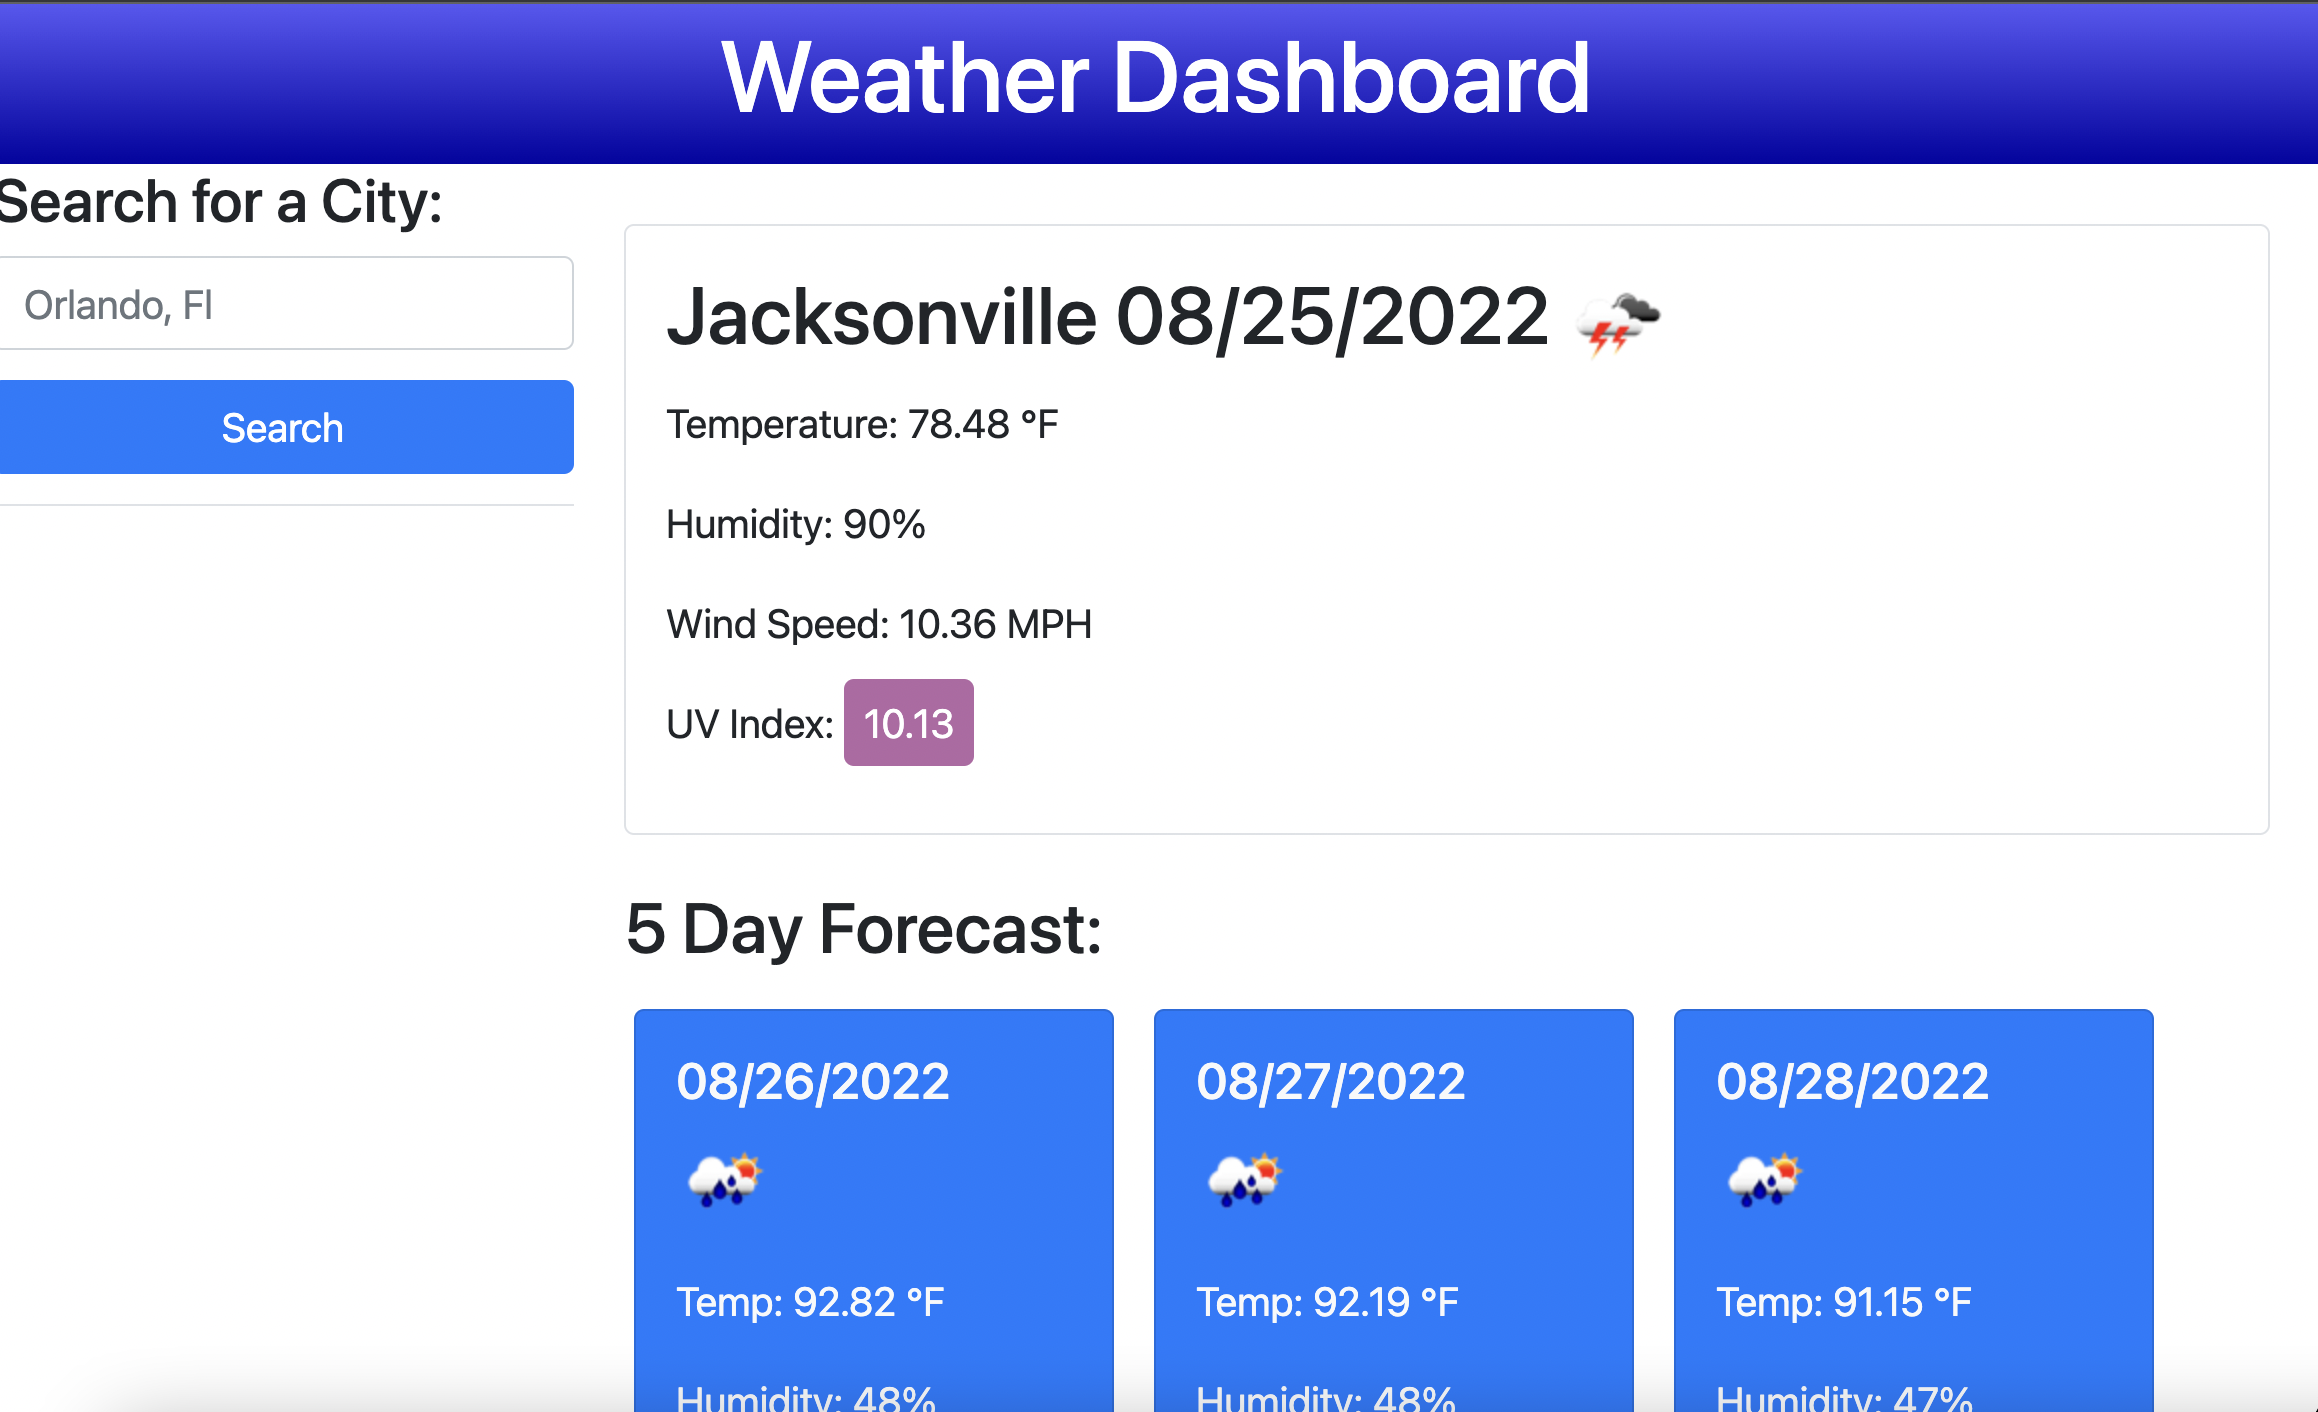 Weather Dashboard
Search for a City:
Orlando, Fl
Search
Jacksonville 08/25/2022
Temperature: 78.48 °F
Humidity: 90%
Wind Speed: 10.36 MPH
UV Index: 10.13
5 Day Forecast:
08/26/2022
Temp: 92.82 °F
Humidity: 48%
08/27/2022
Temp: 92.19 °F
Humidity: 48%
08/28/2022
Temp: 91.15 °F
Humidity: 47%